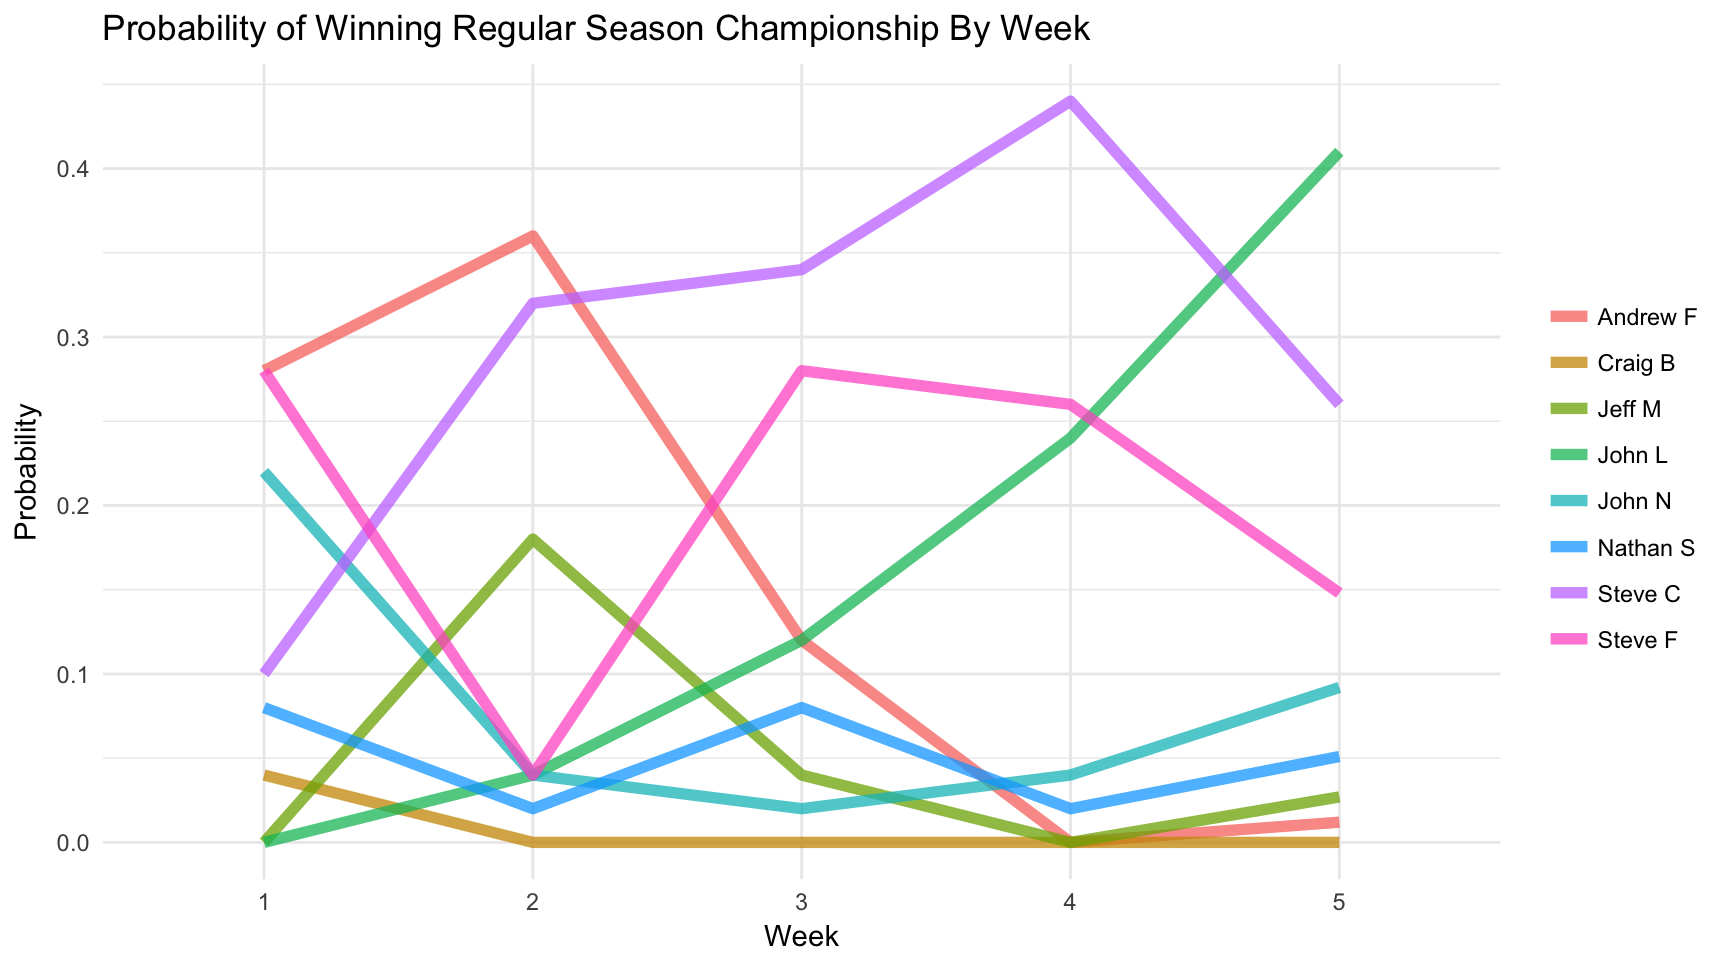 Probability of Winning Regular Season Championship By Week
Probability
0.4
0.3
0.2
0.1
0.0
1 2 3 4 5
Week
Andrew F
Craig B
Jeff M
John L
John N
Nathan S
Steve C
Steve F